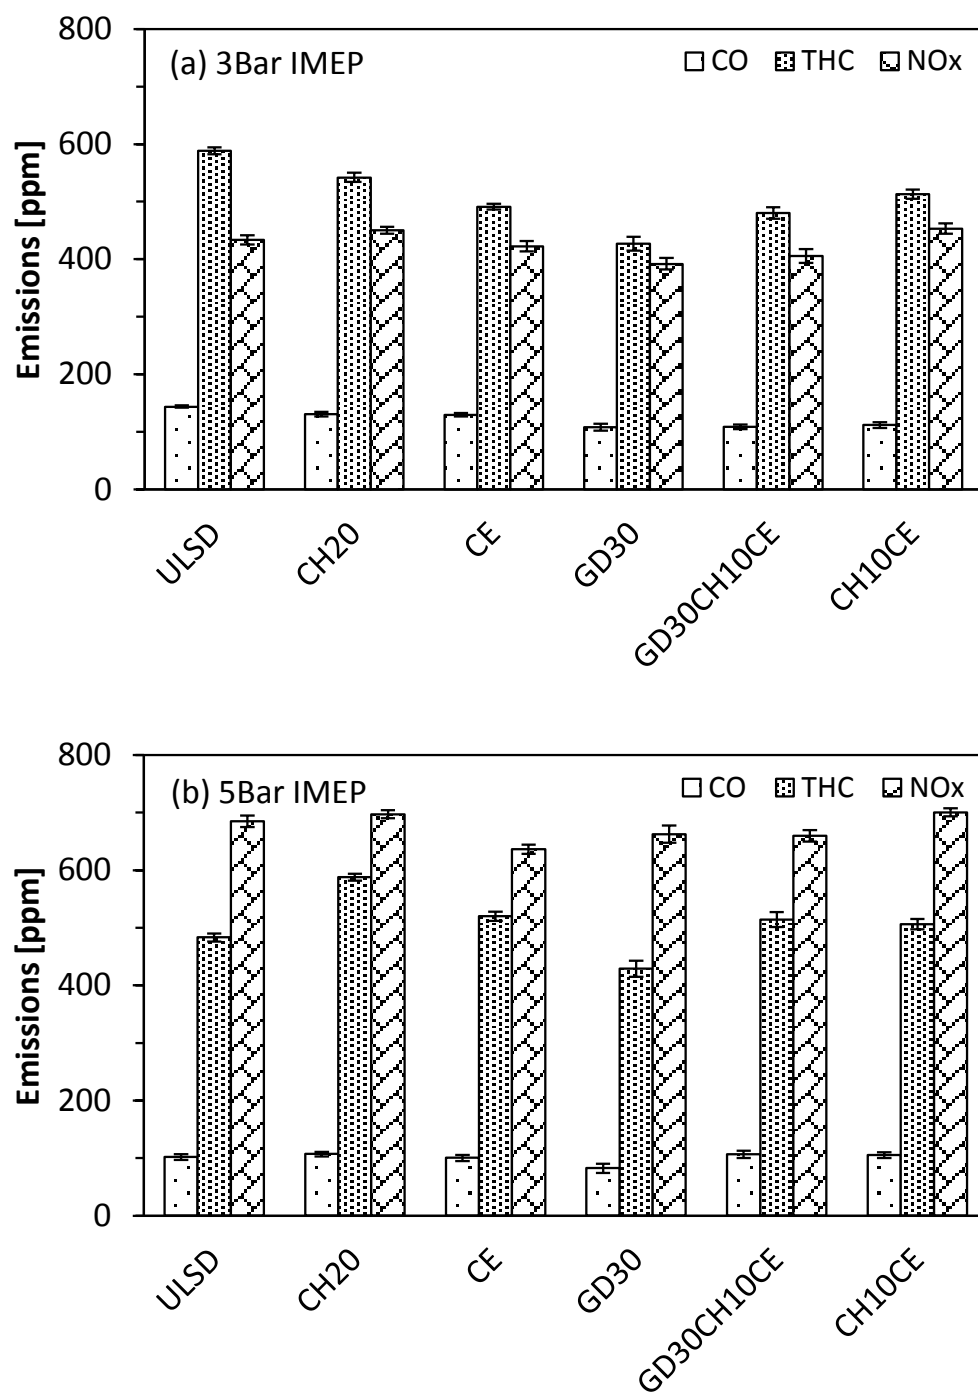 (a) 3Bar IMEP
CO THC NOx
Emissions [ppm]
800
600
400
200
0
ULSD
CH20
CE
GD30
GD30CH10CE
CH10CE
(b) 5Bar IMEP
CO THC NOx
Emissions [ppm]
800
600
400
200
0
ULSD
CH20
CE
GD30
GD30CH10CE
CH10CE